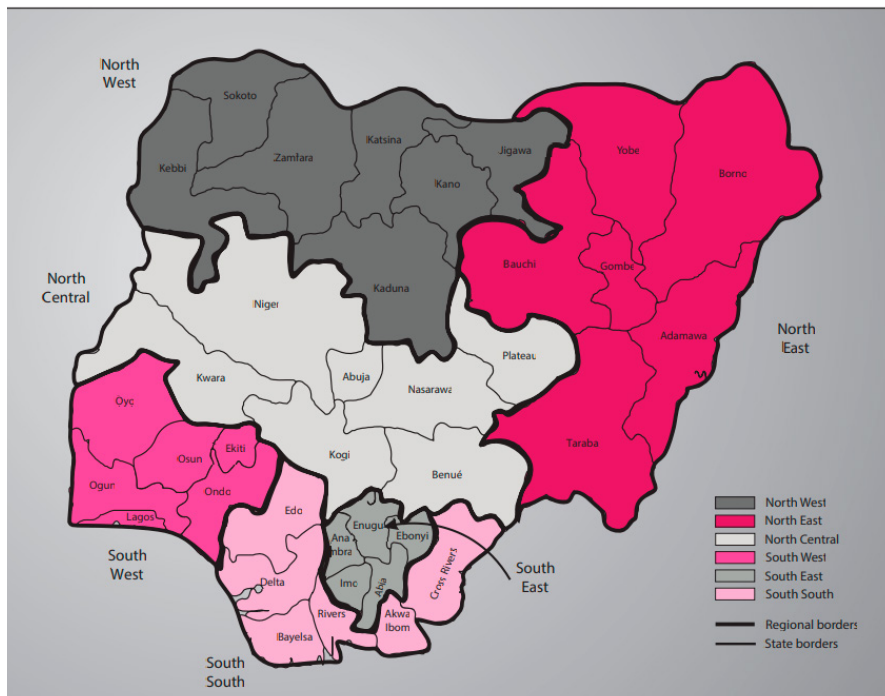 North
West
Sokoto
Katsina
Jigawa
Yobe
Kebbi
Zamfara
Kano
Borno
North
Central
Bauchi
Gombe
Niger
Kaduna
Adamawa
North
East
Plateau
Kwara
Abuja
Nasarawa
Oyo
Taraba
Ekiti
Osun
Kogi
Benué
Ogun
Ondo
Lagos
Edo
Enugu
Ebonyi
Ana
mbra
South
West
South
East
Imo
Abia
Cross Rivers
Delta
Rivers
Akwa
Ibom
Bayelsa
South
South
North West
North East
North Central
South West
South East
South South
Regional borders
State borders